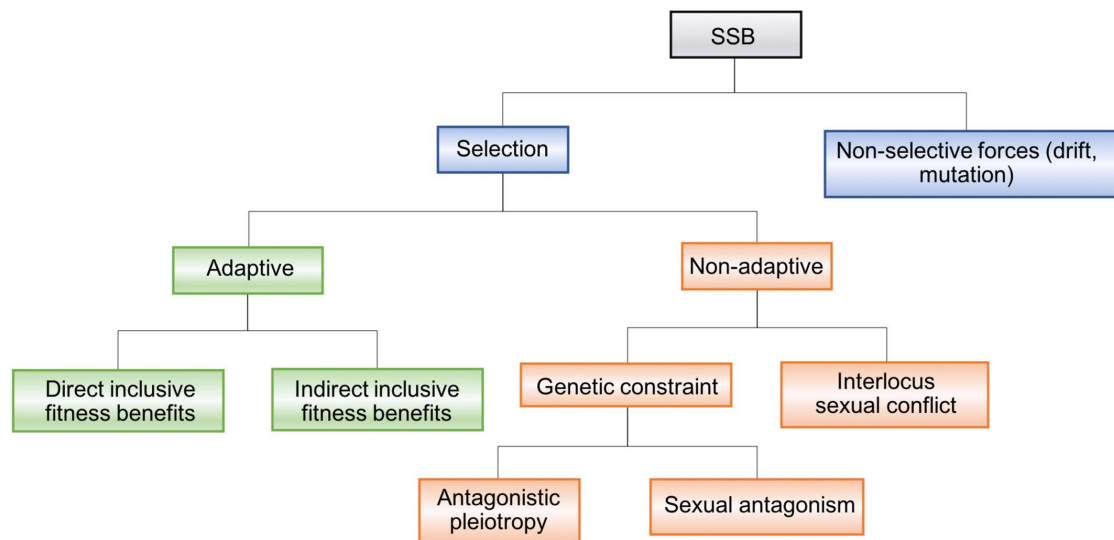 SSB
Selection
Non-selective forces (drift,
mutation)
Adaptive
Non-adaptive
Direct inclusive
fitness benefits
Indirect inclusive
fitness benefits
Genetic constraint
Interlocus
sexual conflict
Antagonistic
pleiotropy
Sexual antagonism